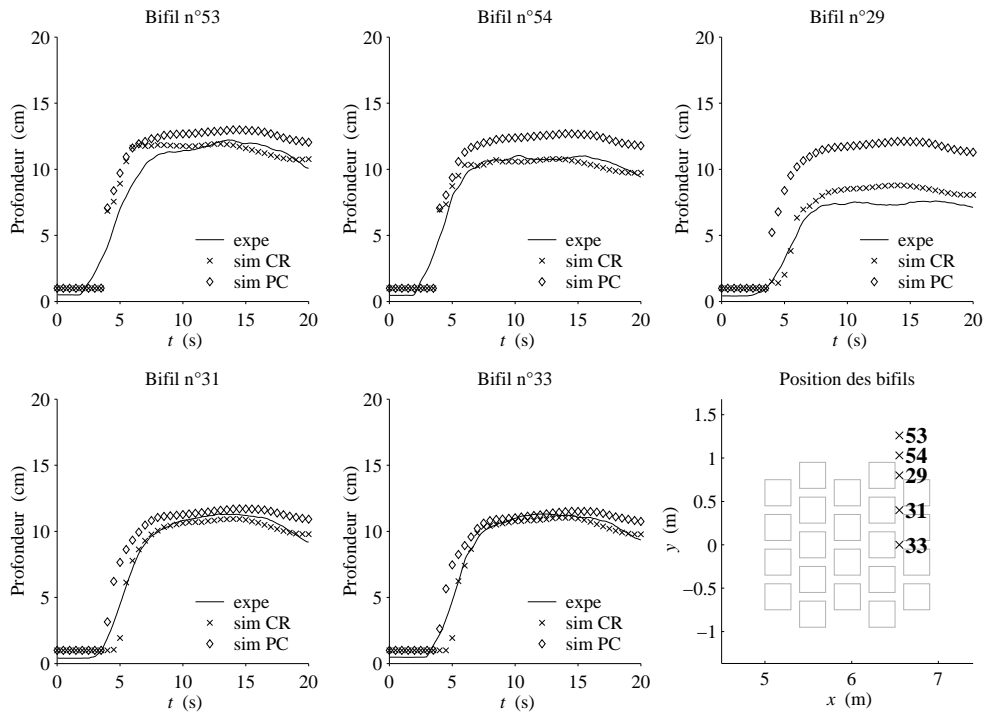 Bifil n°53
20
15
10
5
0
0
5
10
15
20
Profondeur (cm)
t (s)
expe
sim CR
sim PC
Bifil n°54
20
15
10
5
0
0
5
10
15
20
Profondeur (cm)
t (s)
expe
sim CR
sim PC
Bifil n°29
20
15
10
5
0
0
5
10
15
20
Profondeur (cm)
t (s)
expe
sim CR
sim PC
Bifil n°31
20
15
10
5
0
0
5
10
15
20
Profondeur (cm)
t (s)
expe
sim CR
sim PC
Bifil n°33
20
15
10
5
0
0
5
10
15
20
Profondeur (cm)
t (s)
expe
sim CR
sim PC
Position des bifils
1.5
1
0.5
0
−0.5
−1
5
6
7
y (m)
x (m)
53
54
29
31
33